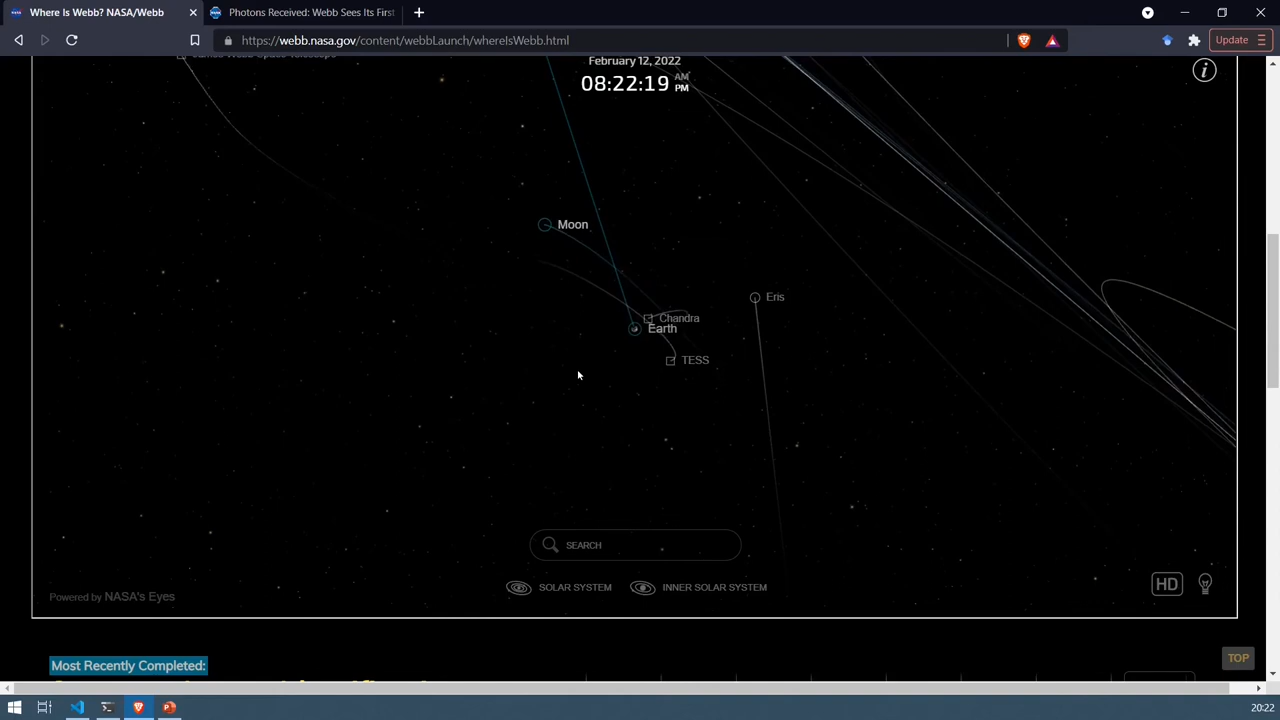 Where Is Webb? NASA/Webb
Photons Received: Webb Sees Its First
https://webb.nasa.gov/content/webbLaunch/whereIsWebb.html
Update
February 12, 2022
08:22:19 AM PM
Moon
Eris
Chandra
Earth
TESS
SEARCH
SOLAR SYSTEM
INNER SOLAR SYSTEM
HD
Powered by NASA's Eyes
Most Recently Completed:
TOP
20:22